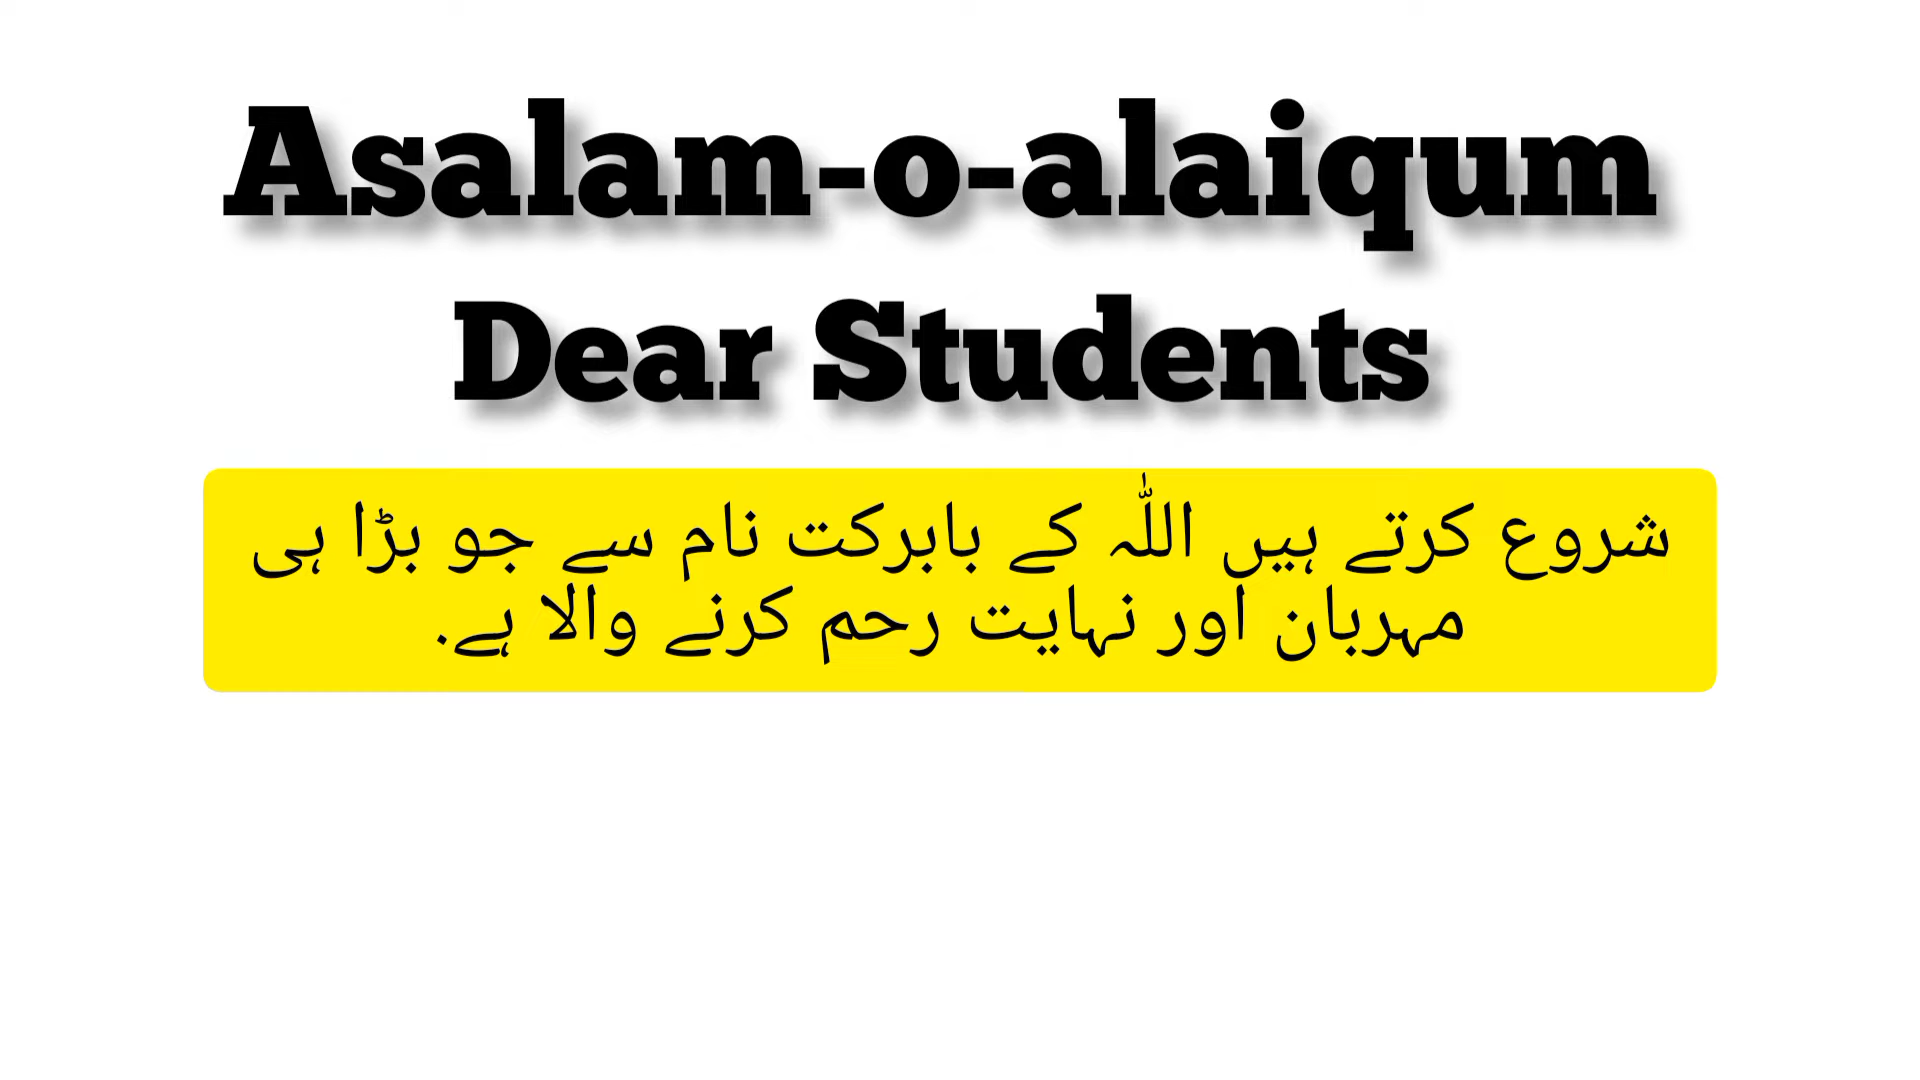 Asalam-o-alaiqum
Dear Students
شروع کرتے ہیں اللّٰہ کے بابرکت نام سے جو بڑا ہی
مہربان اور نہایت رحم کرنے والا ہے.